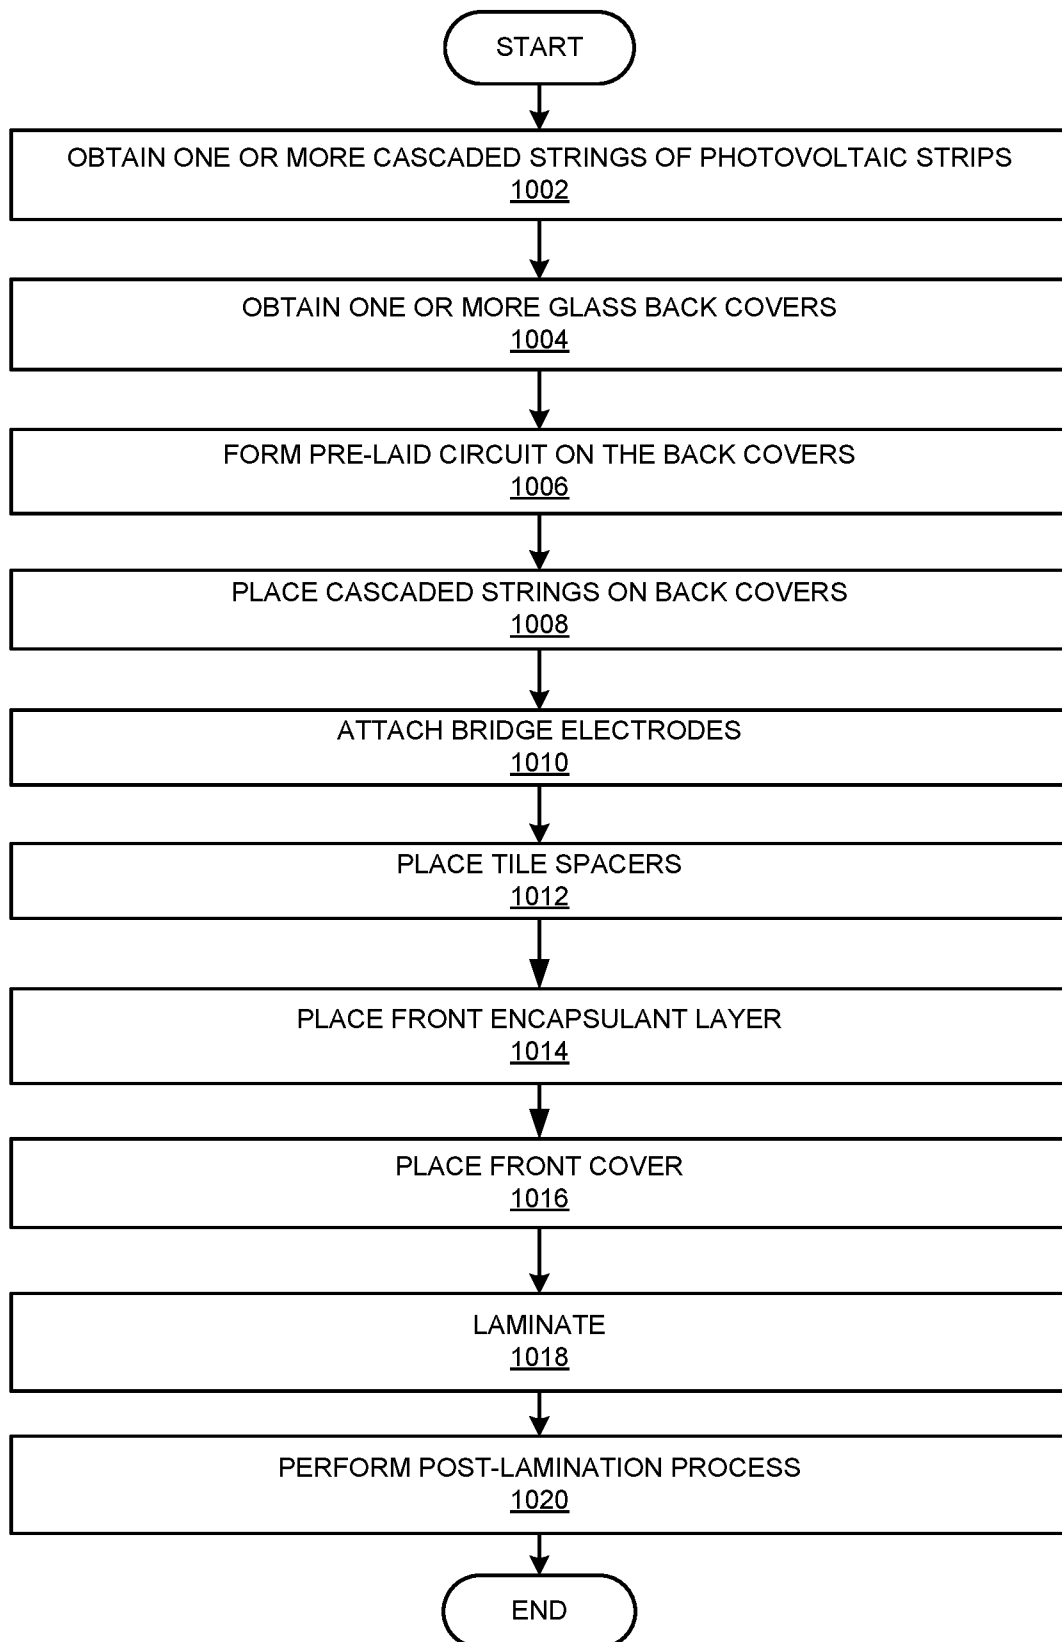 START
OBTAIN ONE OR MORE CASCADED STRINGS OF PHOTOVOLTAIC STRIPS
1002
OBTAIN ONE OR MORE GLASS BACK COVERS
1004
FORM PRE-LAID CIRCUIT ON THE BACK COVERS
1006
PLACE CASCADED STRINGS ON BACK COVERS
1008
ATTACH BRIDGE ELECTRODES
1010
PLACE TILE SPACERS
1012
PLACE FRONT ENCAPSULANT LAYER
1014
PLACE FRONT COVER
1016
LAMINATE
1018
PERFORM POST-LAMINATION PROCESS
1020
END